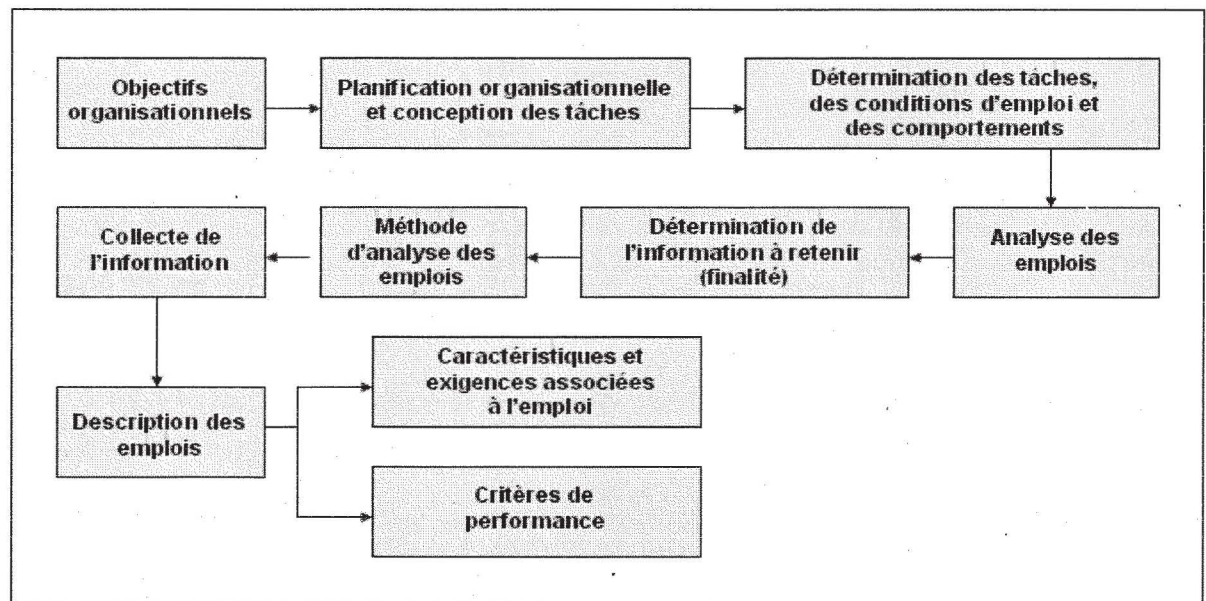 Objectifs
organisationnels
Planification organisationnelle
et conception des tâches
Détermination des tâches,
des conditions d'emploi et
des comportements
Analyse des
emplois
Détermination de
l'information à retenir
(finalité)
Méthode
d'analyse des
emplois
Collecte de
l'information
Description des
emplois
Caractéristiques et
exigences associées
à l'emploi
Critères de
performance